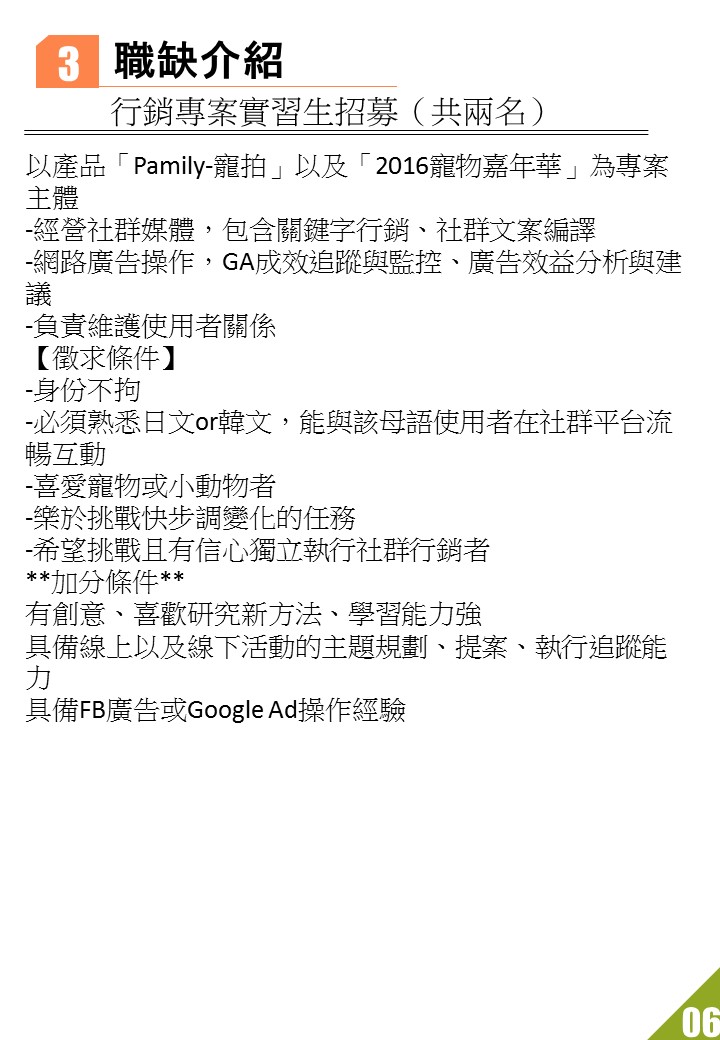 3 職缺介紹
行銷專案實習生招募（共兩名）
以產品「Pamily-寵拍」以及「2016寵物嘉年華」為專案
主體
-經營社群媒體，包含關鍵字行銷、社群文案編譯
-網路廣告操作，GA成效追蹤與監控、廣告效益分析與建
議
-負責維護使用者關係
【徵求條件】
-身份不拘
-必須熟悉日文or韓文，能與該母語使用者在社群平台流
暢互動
-喜愛寵物或小動物者
-樂於挑戰快步調變化的任務
-希望挑戰且有信心獨立執行社群行銷者
**加分條件**
有創意、喜歡研究新方法、學習能力強
具備線上以及線下活動的主題規劃、提案、執行追蹤能
力
具備FB廣告或Google Ad操作經驗
06